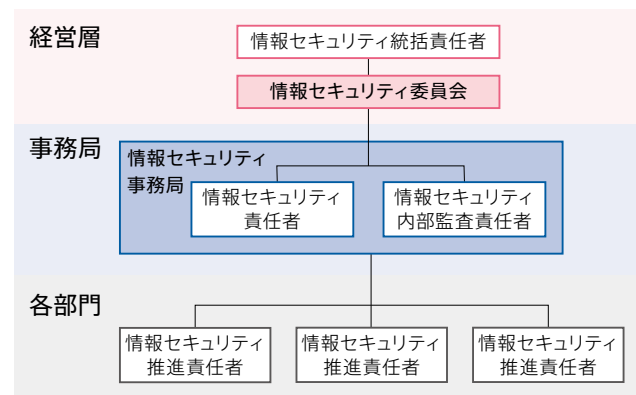 経営層
情報セキュリティ統括責任者
情報セキュリティ委員会
事務局
情報セキュリティ
事務局
情報セキュリティ
責任者
情報セキュリティ
内部監査責任者
各部門
情報セキュリティ
推進責任者
情報セキュリティ
推進責任者
情報セキュリティ
推進責任者